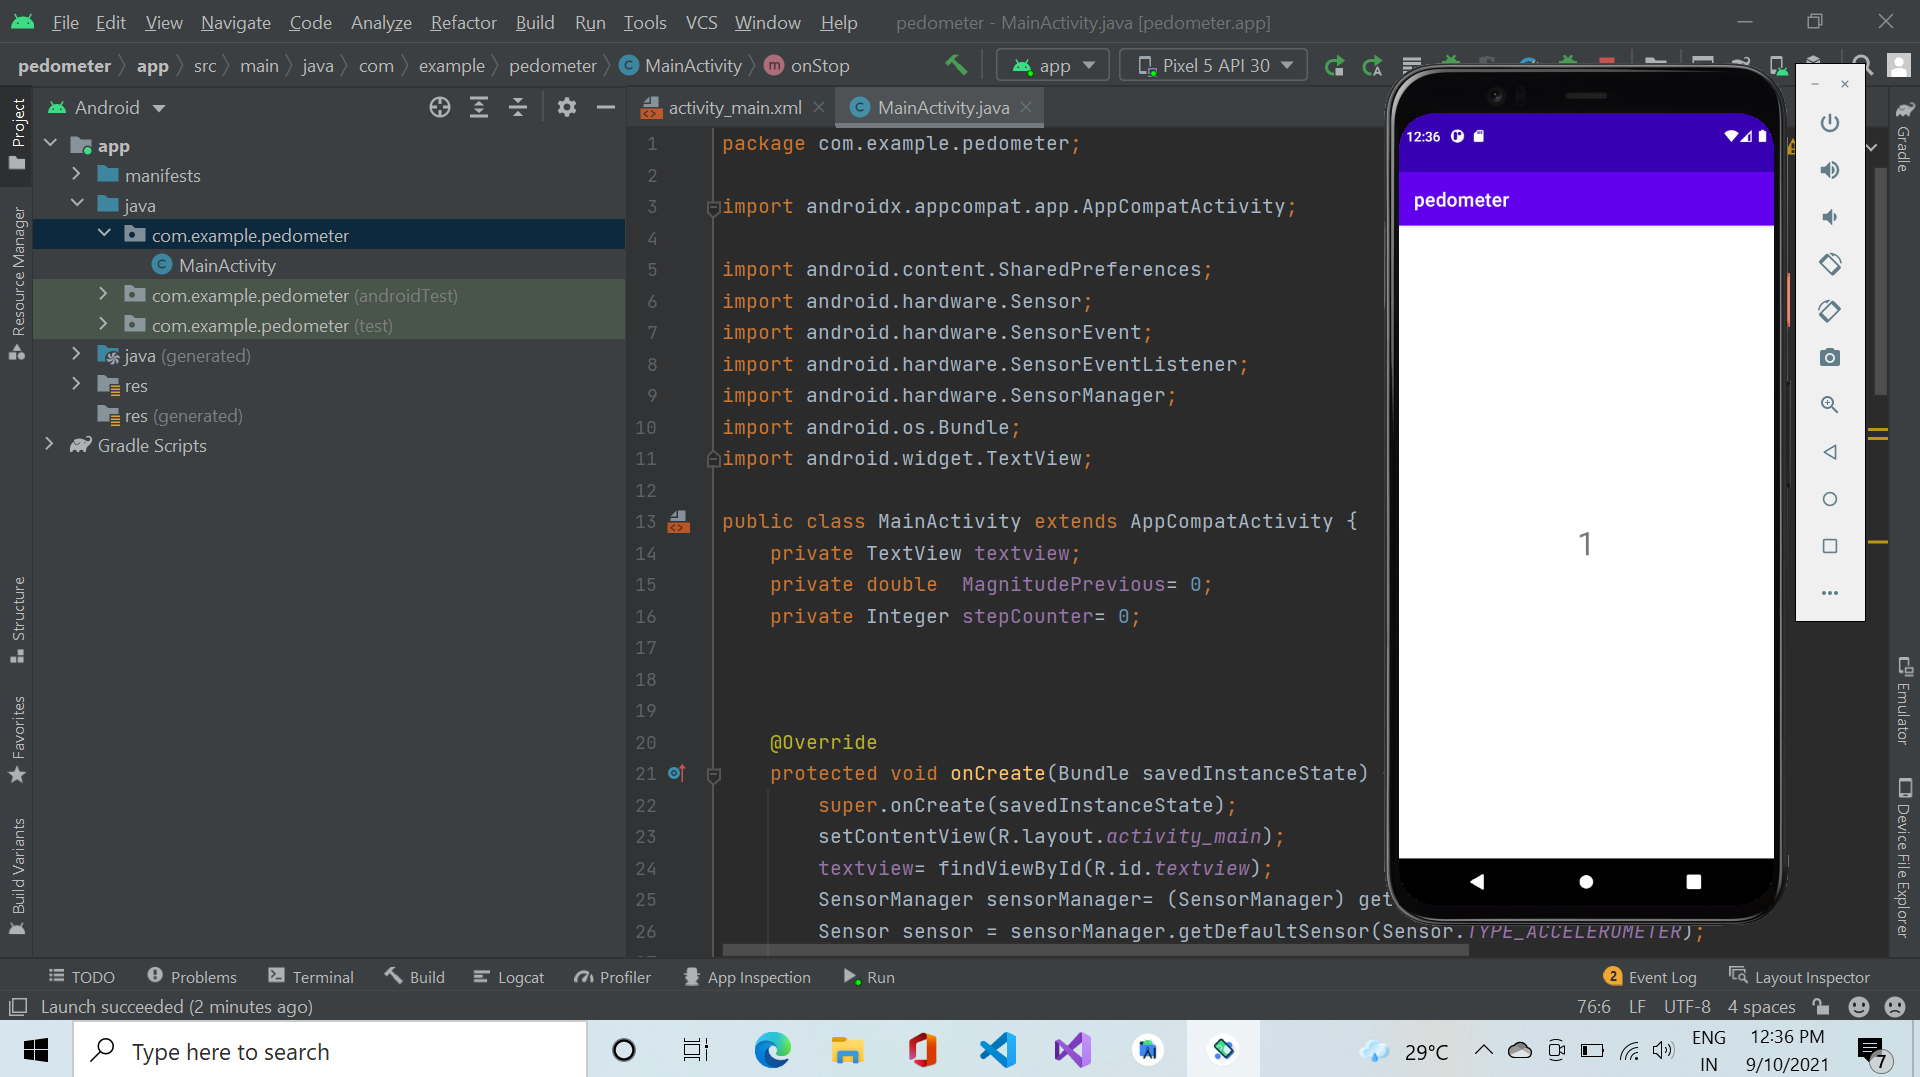 File Edit View Navigate Code Analyze Refactor Build Run Tools VCS Window Help pedometer - MainActivity.java [pedometer.app]
pedometer app src main java com example pedometer MainActivity onStop app Pixel 5 API 30
Project
Resource Manager
Structure
Favorites
Build Variants
Android
app
manifests
java
com.example.pedometer
MainActivity
com.example.pedometer (androidTest)
com.example.pedometer (test)
java (generated)
res
res (generated)
Gradle Scripts
activity_main.xml MainActivity.java
1 package com.example.pedometer;
2
3 import androidx.appcompat.app.AppCompatActivity;
4
5 import android.content.SharedPreferences;
6 import android.hardware.Sensor;
7 import android.hardware.SensorEvent;
8 import android.hardware.SensorEventListener;
9 import android.hardware.SensorManager;
10 import android.os.Bundle;
11 import android.widget.TextView;
12
13 public class MainActivity extends AppCompatActivity {
14 private TextView textview;
15 private double MagnitudePrevious= 0;
16 private Integer stepCounter= 0;
17
18
19
20 @Override
21 protected void onCreate(Bundle savedInstanceState)
22 super.onCreate(savedInstanceState);
23 setContentView(R.layout.activity_main);
24 textview= findViewById(R.id.textview);
25 SensorManager sensorManager= (SensorManager) get
26 Sensor sensor = sensorManager.getDefaultSensor(Sensor.TYPE_ACCELEROMETER);
12:36
pedometer
1
Gradle
Emulator
Device File Explorer
TODO Problems Terminal Build Logcat Profiler App Inspection Run 2 Event Log Layout Inspector
Launch succeeded (2 minutes ago) 76:6 LF UTF-8 4 spaces
Type here to search 29°C ENG IN 12:36 PM 9/10/2021 7